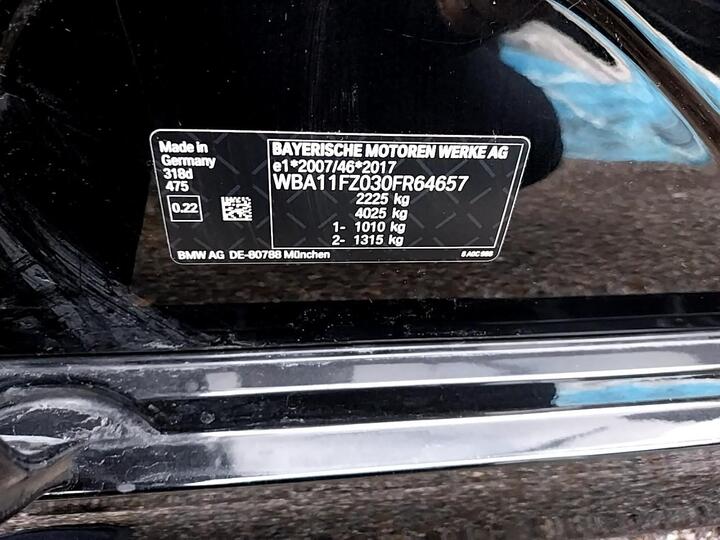 Made in
Germany
318d
475
0.22
BAYERISCHE MOTOREN WERKE AG
e1*2007/46*2017
WBA11FZ030FR64657
2225 kg
4025 kg
1- 1010 kg
2- 1315 kg
BMW AG DE-80788 München